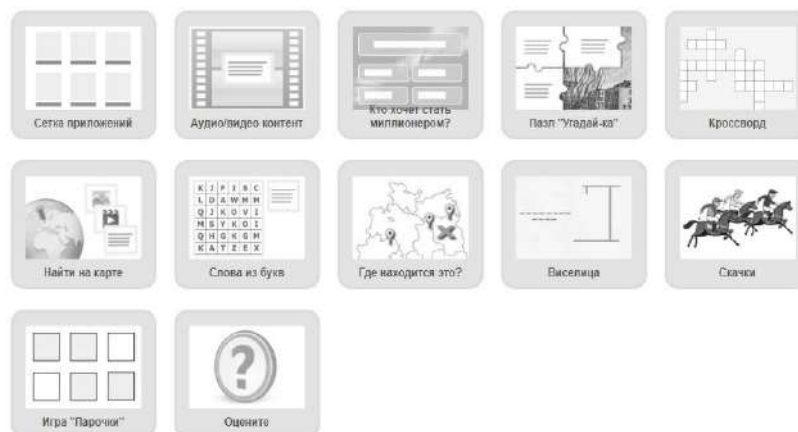 Сетка приложений
Аудио/видео контент
Кто хочет стать
миллионером?
Пазл "Угадай-ка"
Кроссворд
Найти на карте
K J P I B C
L D A W M M
Q J K O V I
M S Y K O I
Q H G K G M
K A T Z E X
Слова из букв
Где находится это?
Виселица
Скачки
Игра "Парочки"
Оцените